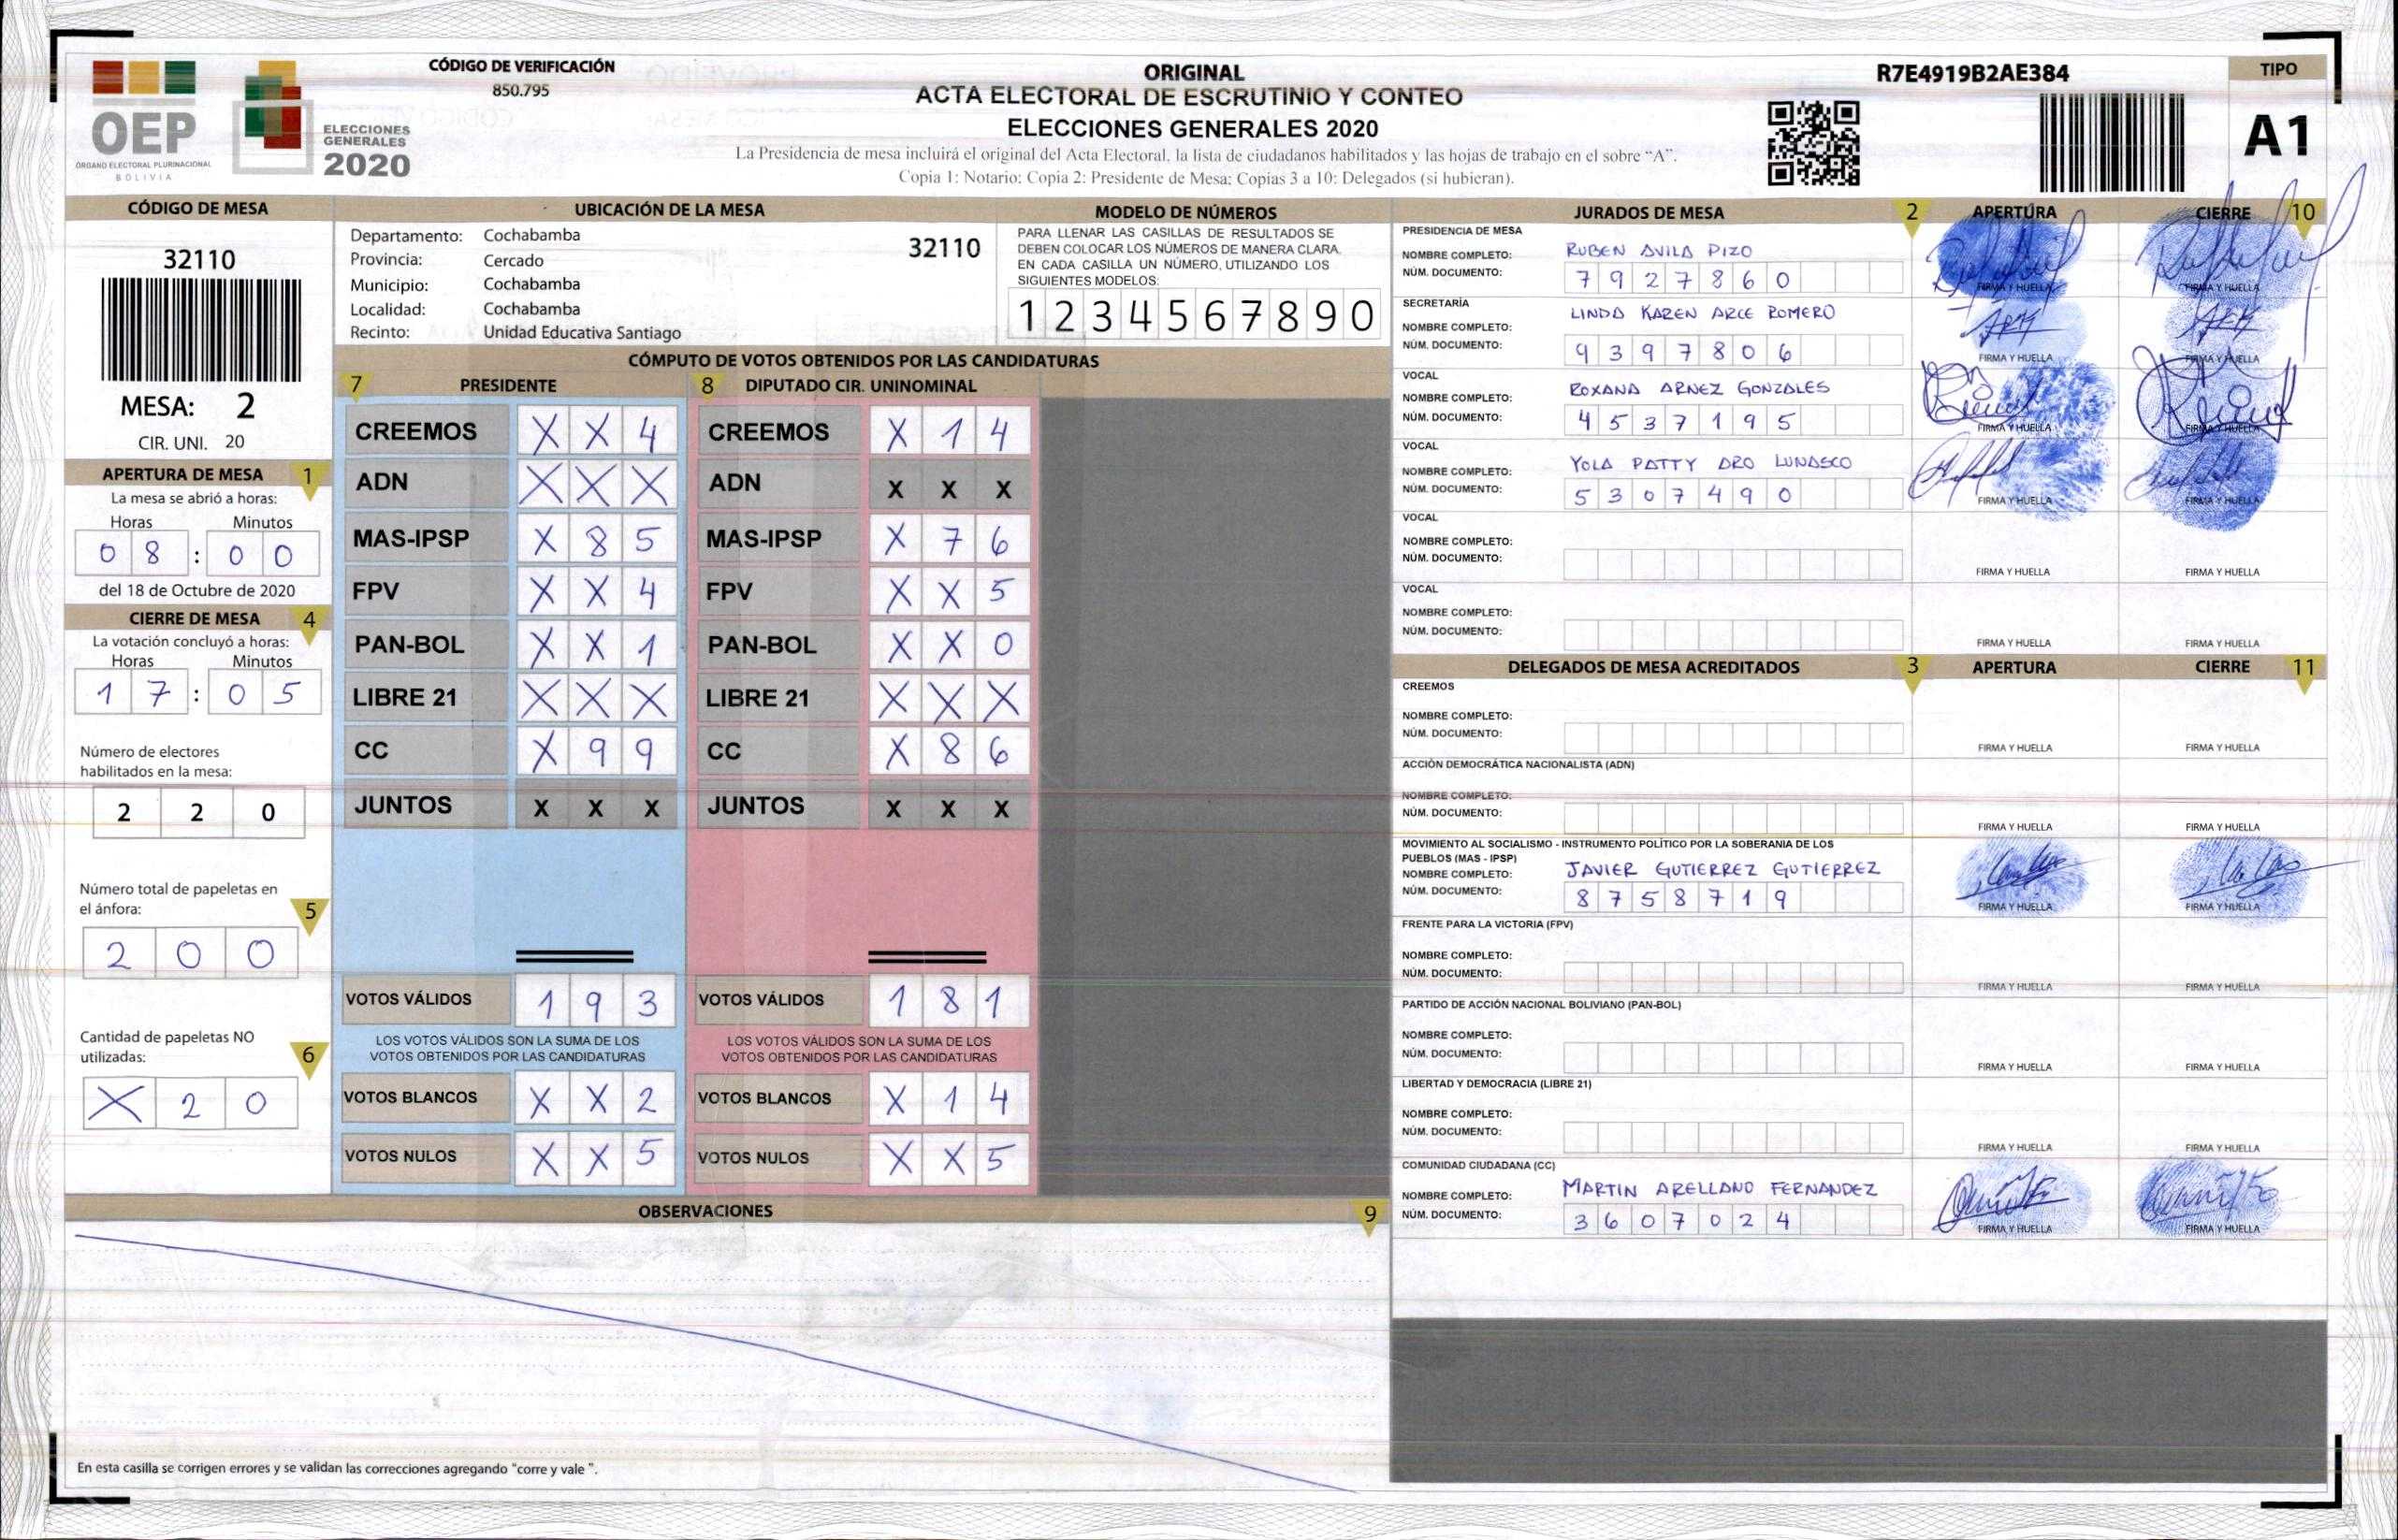 OEP
ÓRGANO ELECTORAL PLURINACIONAL
BOLIVIA
ELECCIONES
GENERALES
2020
CÓDIGO DE VERIFICACIÓN
850.795
ORIGINAL
ACTA ELECTORAL DE ESCRUTINIO Y CONTEO
ELECCIONES GENERALES 2020
La Presidencia de mesa incluirá el original del Acta Electoral, la lista de ciudadanos habilitados y las hojas de trabajo en el sobre "A".
Copia 1: Notario; Copia 2: Presidente de Mesa; Copias 3 a 10: Delegados (si hubieran).
R7E4919B2AE384
TIPO
A1
CÓDIGO DE MESA
32110
MESA: 2
CIR. UNI. 20
APERTURA DE MESA 1
La mesa se abrió a horas:
Horas Minutos
0 8 : 0 0
del 18 de Octubre de 2020
CIERRE DE MESA 4
La votación concluyó a horas:
Horas Minutos
1 7 : 0 5
Número de electores
habilitados en la mesa:
2 2 0
Número total de papeletas en
el ánfora: 5
2 0 0
Cantidad de papeletas NO
utilizadas: 6
X 2 0
UBICACIÓN DE LA MESA
Departamento: Cochabamba 32110
Provincia: Cercado
Municipio: Cochabamba
Localidad: Cochabamba
Recinto: Unidad Educativa Santiago
MODELO DE NÚMEROS
PARA LLENAR LAS CASILLAS DE RESULTADOS SE
DEBEN COLOCAR LOS NÚMEROS DE MANERA CLARA.
EN CADA CASILLA UN NÚMERO, UTILIZANDO LOS
SIGUIENTES MODELOS:
1 2 3 4 5 6 7 8 9 0
CÓMPUTO DE VOTOS OBTENIDOS POR LAS CANDIDATURAS
7 PRESIDENTE
CREEMOS X X 4
ADN X X X
MAS-IPSP X 8 5
FPV X X 4
PAN-BOL X X 1
LIBRE 21 X X X
CC X 9 9
JUNTOS X X X
VOTOS VÁLIDOS 1 9 3
LOS VOTOS VÁLIDOS SON LA SUMA DE LOS
VOTOS OBTENIDOS POR LAS CANDIDATURAS
VOTOS BLANCOS X X 2
VOTOS NULOS X X 5
8 DIPUTADO CIR. UNINOMINAL
CREEMOS X 1 4
ADN X X X
MAS-IPSP X 7 6
FPV X X 5
PAN-BOL X X 0
LIBRE 21 X X X
CC X 8 6
JUNTOS X X X
VOTOS VÁLIDOS 1 8 1
LOS VOTOS VÁLIDOS SON LA SUMA DE LOS
VOTOS OBTENIDOS POR LAS CANDIDATURAS
VOTOS BLANCOS X 1 4
VOTOS NULOS X X 5
OBSERVACIONES 9
En esta casilla se corrigen errores y se validan las correcciones agregando "corre y vale ".
JURADOS DE MESA 2 APERTURA CIERRE 10
PRESIDENCIA DE MESA
NOMBRE COMPLETO: RUBEN AVILA PIZO
NÚM. DOCUMENTO: 7 9 2 7 8 6 0
FIRMA Y HUELLA FIRMA Y HUELLA
SECRETARÍA
NOMBRE COMPLETO: LINDA KAREN ARCE ROMERO
NÚM. DOCUMENTO: 9 3 9 7 8 0 6
FIRMA Y HUELLA FIRMA Y HUELLA
VOCAL
NOMBRE COMPLETO: ROXANA ARNEZ GONZALES
NÚM. DOCUMENTO: 4 5 3 7 1 9 5
FIRMA Y HUELLA FIRMA Y HUELLA
VOCAL
NOMBRE COMPLETO: YOLA PATTY ORO LUNASCO
NÚM. DOCUMENTO: 5 3 0 7 4 9 0
FIRMA Y HUELLA FIRMA Y HUELLA
VOCAL
NOMBRE COMPLETO:
NÚM. DOCUMENTO:
FIRMA Y HUELLA FIRMA Y HUELLA
VOCAL
NOMBRE COMPLETO:
NÚM. DOCUMENTO:
FIRMA Y HUELLA FIRMA Y HUELLA
DELEGADOS DE MESA ACREDITADOS 3 APERTURA CIERRE 11
CREEMOS
NOMBRE COMPLETO:
NÚM. DOCUMENTO:
FIRMA Y HUELLA FIRMA Y HUELLA
ACCIÓN DEMOCRÁTICA NACIONALISTA (ADN)
NOMBRE COMPLETO:
NÚM. DOCUMENTO:
FIRMA Y HUELLA FIRMA Y HUELLA
MOVIMIENTO AL SOCIALISMO - INSTRUMENTO POLÍTICO POR LA SOBERANIA DE LOS
PUEBLOS (MAS - IPSP)
NOMBRE COMPLETO: JAVIER GUTIERREZ GUTIERREZ
NÚM. DOCUMENTO: 8 7 5 8 7 1 9
FIRMA Y HUELLA FIRMA Y HUELLA
FRENTE PARA LA VICTORIA (FPV)
NOMBRE COMPLETO:
NÚM. DOCUMENTO:
FIRMA Y HUELLA FIRMA Y HUELLA
PARTIDO DE ACCIÓN NACIONAL BOLIVIANO (PAN-BOL)
NOMBRE COMPLETO:
NÚM. DOCUMENTO:
FIRMA Y HUELLA FIRMA Y HUELLA
LIBERTAD Y DEMOCRACIA (LIBRE 21)
NOMBRE COMPLETO:
NÚM. DOCUMENTO:
FIRMA Y HUELLA FIRMA Y HUELLA
COMUNIDAD CIUDADANA (CC)
NOMBRE COMPLETO: MARTIN ARELLANO FERNANDEZ
NÚM. DOCUMENTO: 3 6 0 7 0 2 4
FIRMA Y HUELLA FIRMA Y HUELLA